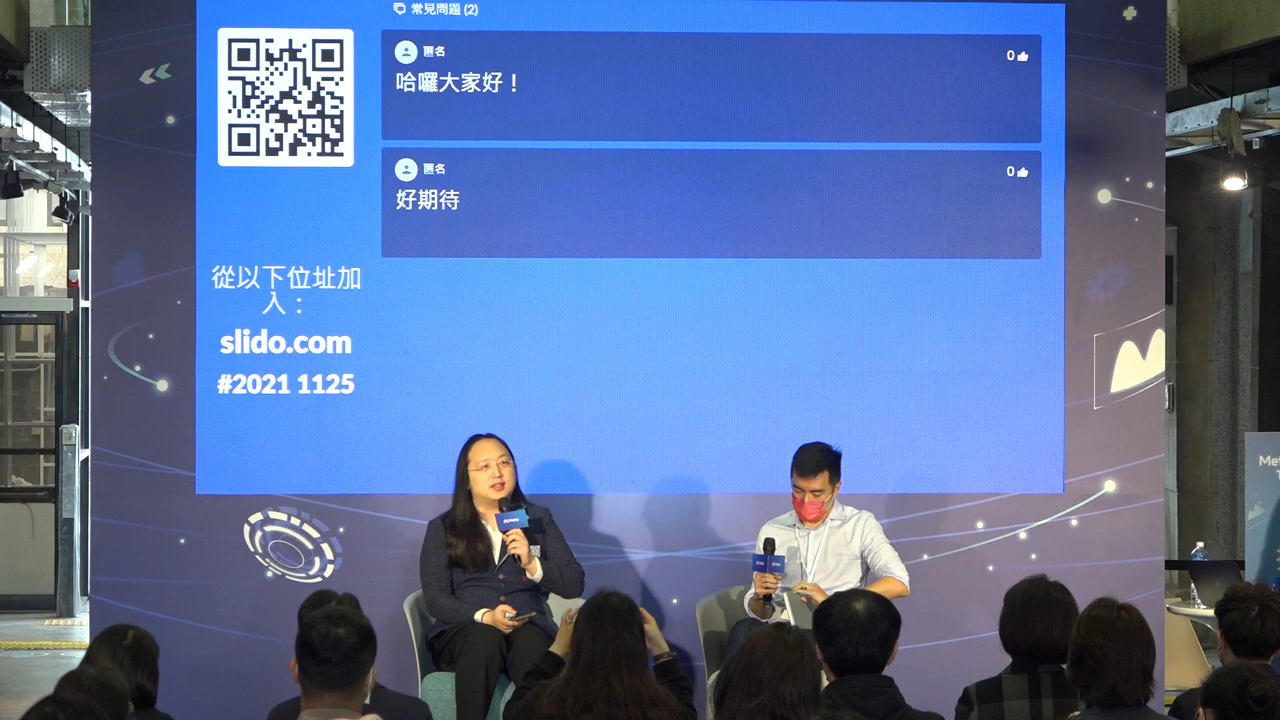 常見問題 (2)
匿名
0
哈囉大家好！
匿名
0
好期待
從以下位址加
入：
slido.com
#2021 1125